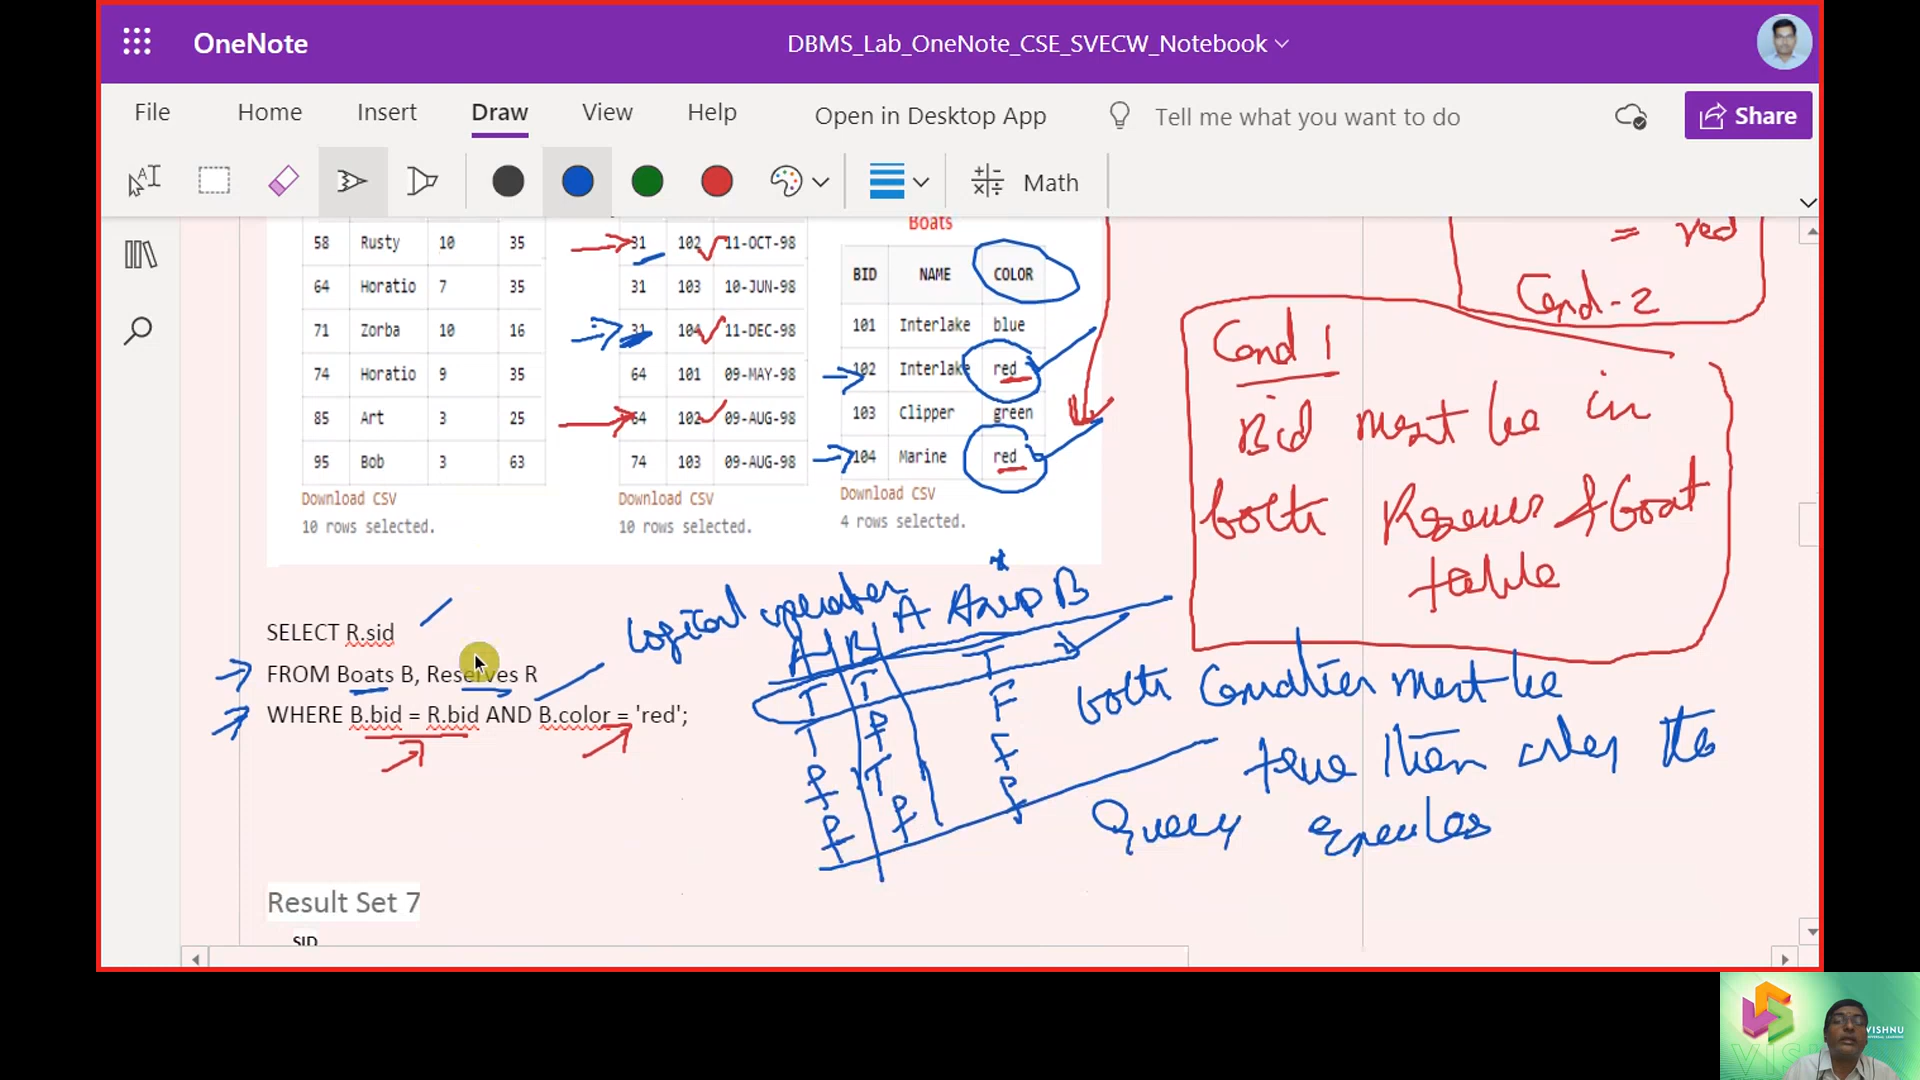 OneNote
DBMS_Lab_OneNote_CSE_SVECW_Notebook
File Home Insert Draw View Help Open in Desktop App Tell me what you want to do Share
Math
58 Rusty 10 35
64 Horatio 7 35
71 Zorba 10 16
74 Horatio 9 35
85 Art 3 25
95 Bob 3 63
Download CSV
10 rows selected.
31 102 11-OCT-98
31 103 10-JUN-98
31 104 11-DEC-98
64 101 09-MAY-98
64 102 09-AUG-98
74 103 09-AUG-98
Download CSV
10 rows selected.
Boats
BID NAME COLOR
101 Interlake blue
102 Interlake red
103 Clipper green
104 Marine red
Download CSV
4 rows selected.
= red
Cond-2
Cond 1
Bid must be in
both Reserves & Boat
table
SELECT R.sid
FROM Boats B, Reserves R
WHERE B.bid = R.bid AND B.color = 'red';
Logical operator
A B A AND B
T T T
T F F
F T F
F F F
both Condition must be
true then only the
Query Executes
Result Set 7
SID
VISHNU
UNIVERSAL LEARNING